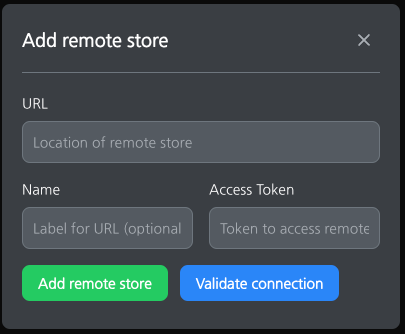 Add remote store
URL
Location of remote store
Name
Access Token
Label for URL (optional
Token to access remote
Add remote store
Validate connection